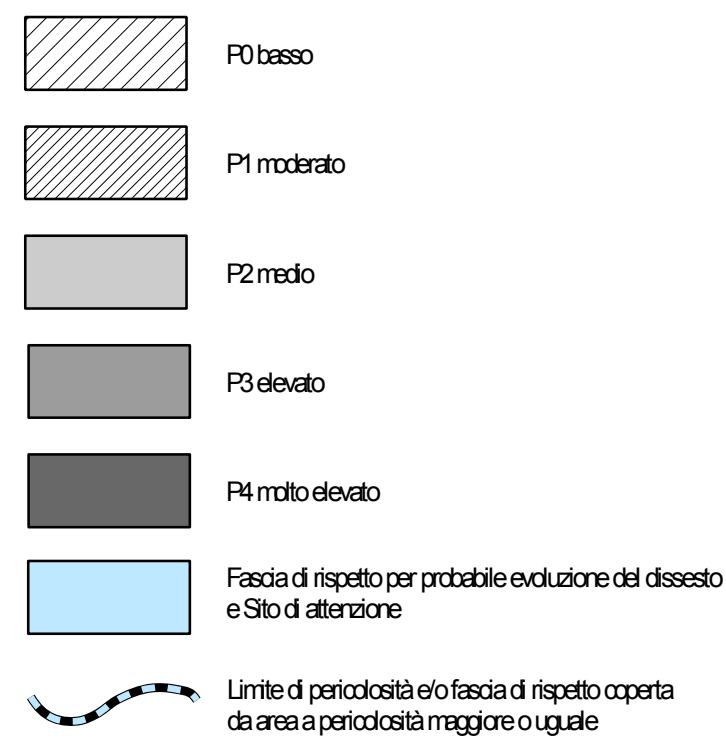 P0 basso
P1 moderato
P2 medio
P3 elevato
P4 molto elevato
Fascia di rispetto per probabile evoluzione del dissesto
e Sito di attenzione
Limite di pericolosità e/o fascia di rispetto coperta
da area a pericolosità maggiore o uguale